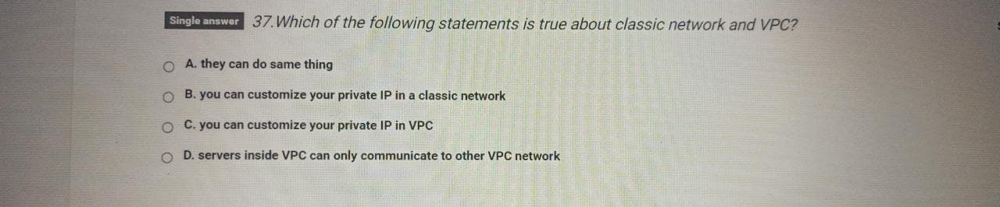 Single answer 37.Which of the following statements is true about classic network and VPC?
A. they can do same thing
B. you can customize your private IP in a classic network
C. you can customize your private IP in VPC
D. servers inside VPC can only communicate to other VPC network